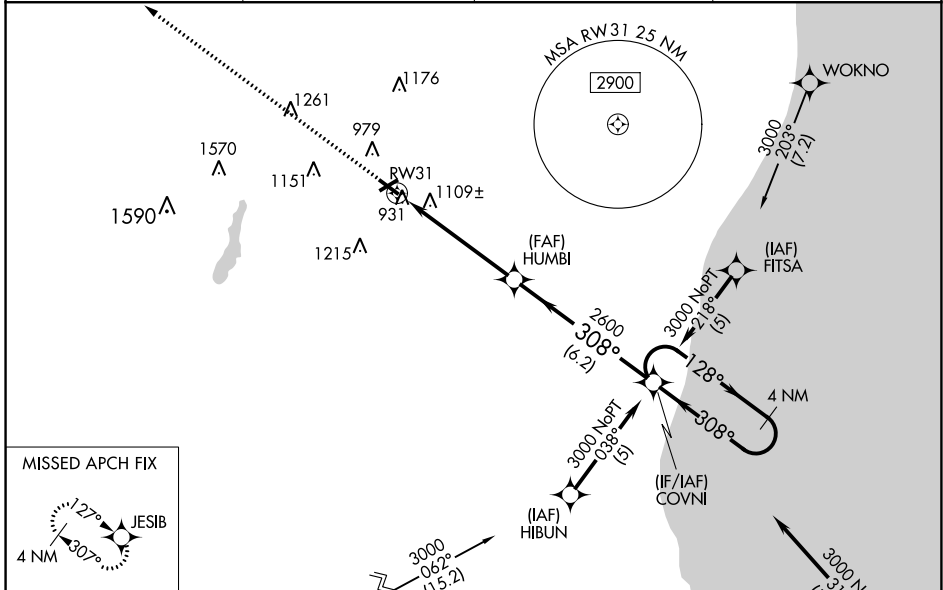 MSA RW31 25 NM
2900
WOKNO
3000
203°
(7.2)
1176
1261
979
1570
1151
RW31
1590
931
1109±
1215
(FAF)
HUMBI
(IAF)
FITSA
3000 NoPT
218°
(5)
2600
308°
(6.2)
128°
4 NM
308°
3000 NoPT
038°
(5)
(IF/IAF)
COVNI
(IAF)
HIBUN
MISSED APCH FIX
127°
JESIB
4 NM
307°
3000
062°
(15.2)
3000